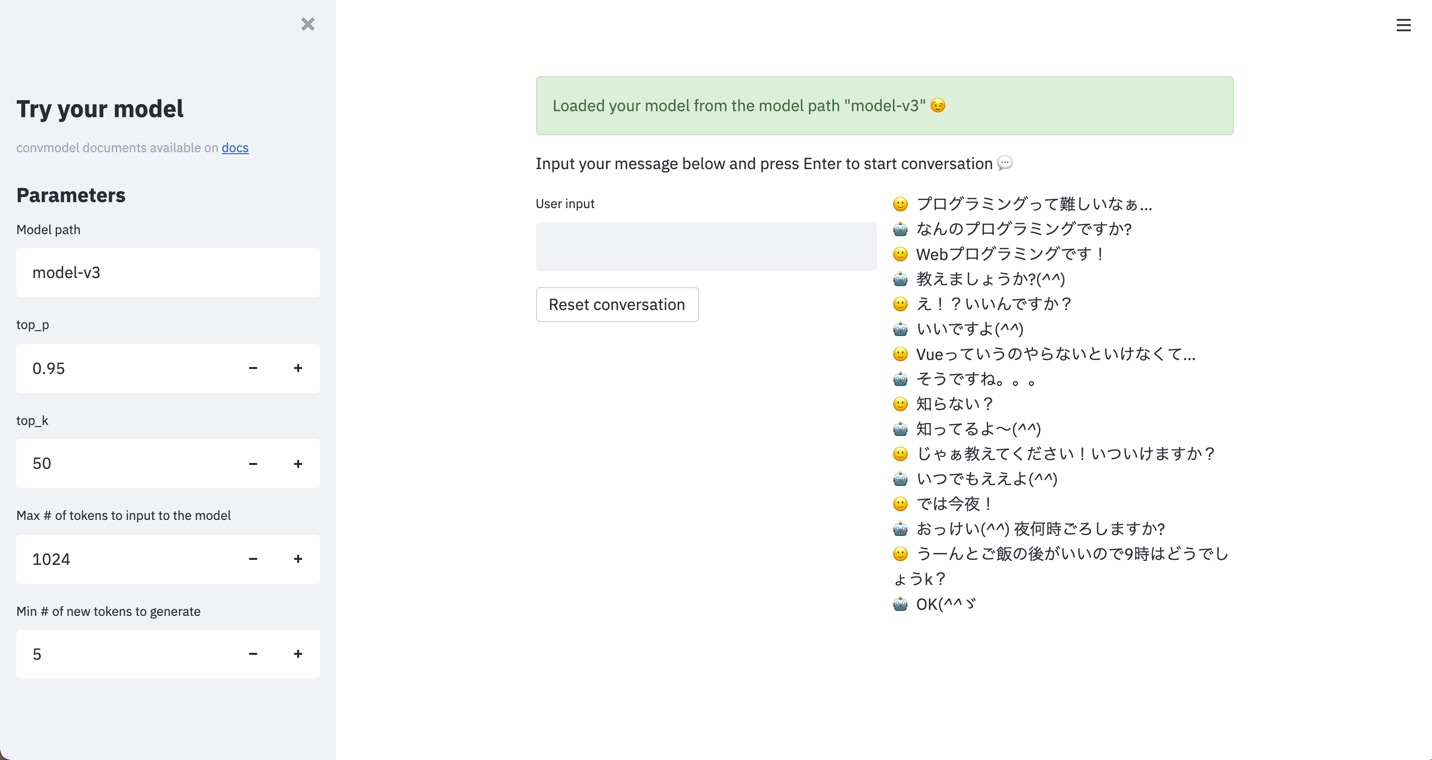 Try your model
convmodel documents available on docs
Parameters
Model path
model-v3
top_p
0.95
top_k
50
Max # of tokens to input to the model
1024
Min # of new tokens to generate
5
Loaded your model from the model path "model-v3" 😉
Input your message below and press Enter to start conversation 💬
User input
Reset conversation
🙂 プログラミングって難しいなぁ...
🤖 なんのプログラミングですか?
🙂 Webプログラミングです！
🤖 教えましょうか?(^^)
🙂 え！？いいんですか？
🤖 いいですよ(^^)
🙂 Vueっていうのやらないといけなくて...
🤖 そうですね。。。
🙂 知らない？
🤖 知ってるよ〜(^^)
🙂 じゃぁ教えてください！いついけますか？
🤖 いつでもええよ(^^)
🙂 では今夜！
🤖 おっけい(^^) 夜何時ごろしますか?
🙂 うーんとご飯の後がいいので9時はどうでし
ょうk？
🤖 OK(^^ゞ